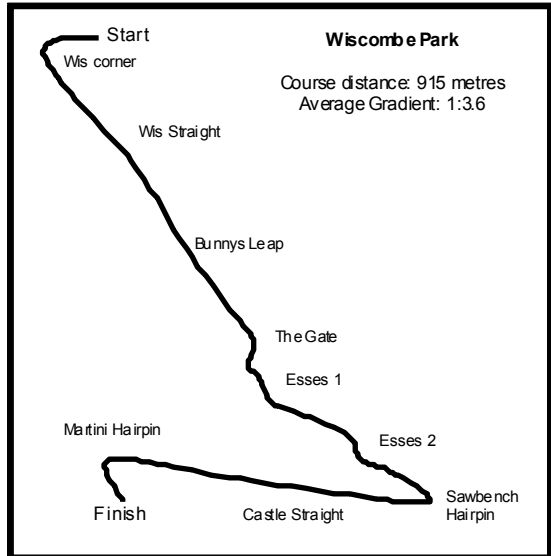 Start
Wiscombe Park
Wis corner
Course distance: 915 metres
Average Gradient: 1:3.6
Wis Straight
Bunnys Leap
The Gate
Esses 1
Martini Hairpin
Esses 2
Sawbench
Hairpin
Finish
Castle Straight